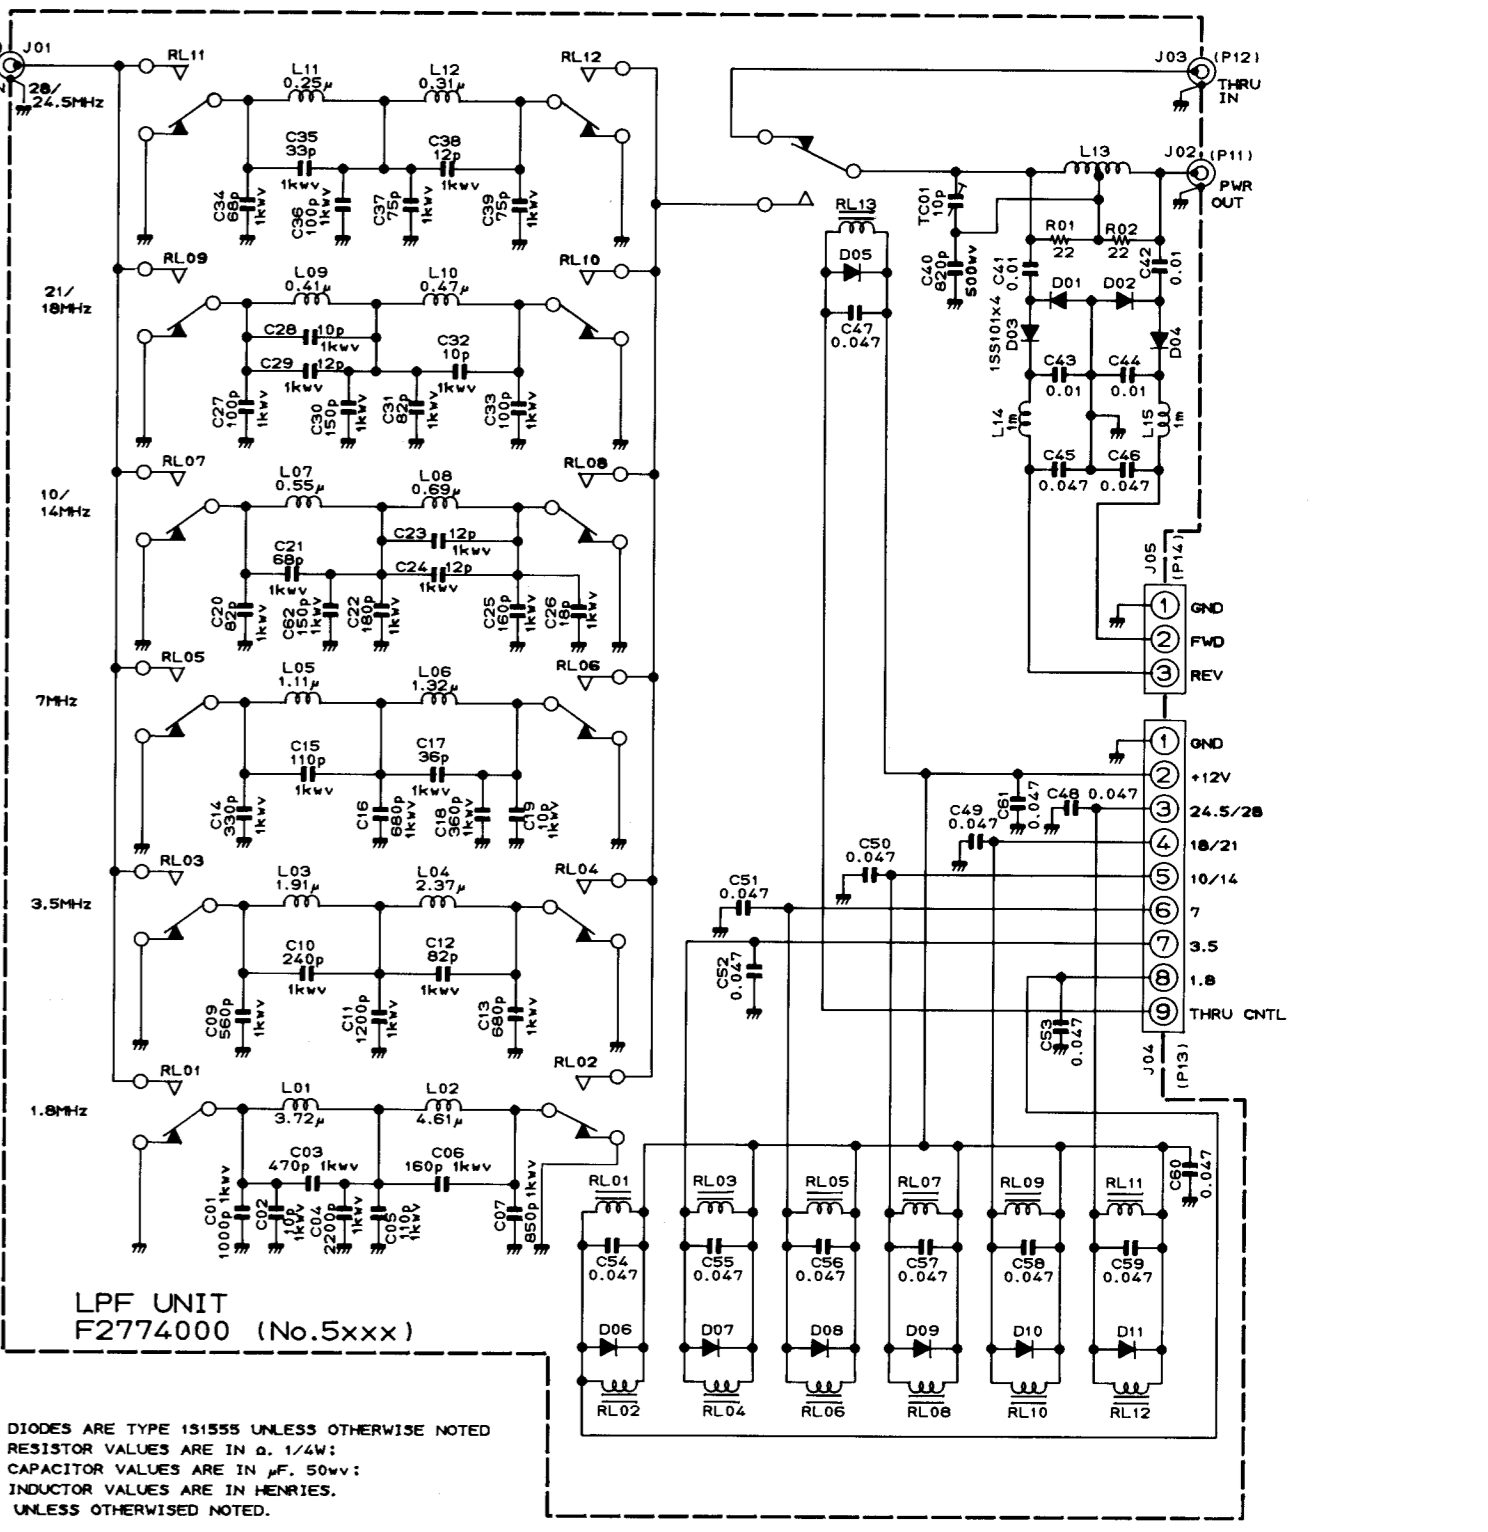 J01
28/
24.5MHz
RL11
L11
0.25μ
L12
0.31μ
RL12
C35
33p
1kwv
C38
12p
1kwv
C34
68p
1kwv
C36
100p
1kwv
C37
75p
1kwv
C39
75p
1kwv
J03 (P12)
THRU
IN
J02 (P11)
PWR
OUT
L13
TC01
10p
C40
820p
500wv
R01
22
R02
22
C41
0.01
C42
0.01
D01
D02
1SS101x4
D03
D04
C43
0.01
C44
0.01
L14
1m
L15
1m
C45
0.047
C46
0.047
RL13
D05
C47
0.047
21/
18MHz
RL09
L09
0.41μ
L10
0.47μ
RL10
C28 10p
1kwv
C29 12p
1kwv
C32
10p
1kwv
C27
100p
1kwv
C30
150p
1kwv
C31
82p
1kwv
C33
100p
1kwv
10/
14MHz
RL07
L07
0.55μ
L08
0.69μ
RL08
C21
68p
1kwv
C23 12p
1kwv
C24 12p
1kwv
C20
82p
1kwv
C62
150p
1kwv
C22
180p
1kwv
C25
160p
1kwv
C26
18p
1kwv
J05
(P14)
1 GND
2 FWD
3 REV
7MHz
RL05
L05
1.11μ
L06
1.32μ
RL06
C15
110p
1kwv
C17
36p
1kwv
C14
330p
1kwv
C16
680p
1kwv
C18
360p
1kwv
C19
10p
1kwv
1 GND
2 +12V
3 24.5/28
4 18/21
5 10/14
6 7
7 3.5
8 1.8
9 THRU CNTL
J04
(P13)
C61
0.047
C48 0.047
C49
0.047
C50
0.047
C51
0.047
C52
0.047
C53
0.047
3.5MHz
RL03
L03
1.91μ
L04
2.37μ
RL04
C10
240p
1kwv
C12
82p
1kwv
C09
560p
1kwv
C11
1200p
1kwv
C13
680p
1kwv
1.8MHz
RL01
L01
3.72μ
L02
4.61μ
RL02
C03
470p 1kwv
C06
160p 1kwv
C01
1000p 1kwv
C02
10p
1kwv
C04
2200p
1kwv
C05
110p
1kwv
C07
850p 1kwv
RL01
RL03
RL05
RL07
RL09
RL11
C60
0.047
C54
0.047
C55
0.047
C56
0.047
C57
0.047
C58
0.047
C59
0.047
D06
D07
D08
D09
D10
D11
RL02
RL04
RL06
RL08
RL10
RL12
LPF UNIT
F2774000 (No.5xxx)
DIODES ARE TYPE 1S1555 UNLESS OTHERWISE NOTED
RESISTOR VALUES ARE IN Ω. 1/4W:
CAPACITOR VALUES ARE IN μF. 50wv:
INDUCTOR VALUES ARE IN HENRIES.
UNLESS OTHERWISED NOTED.